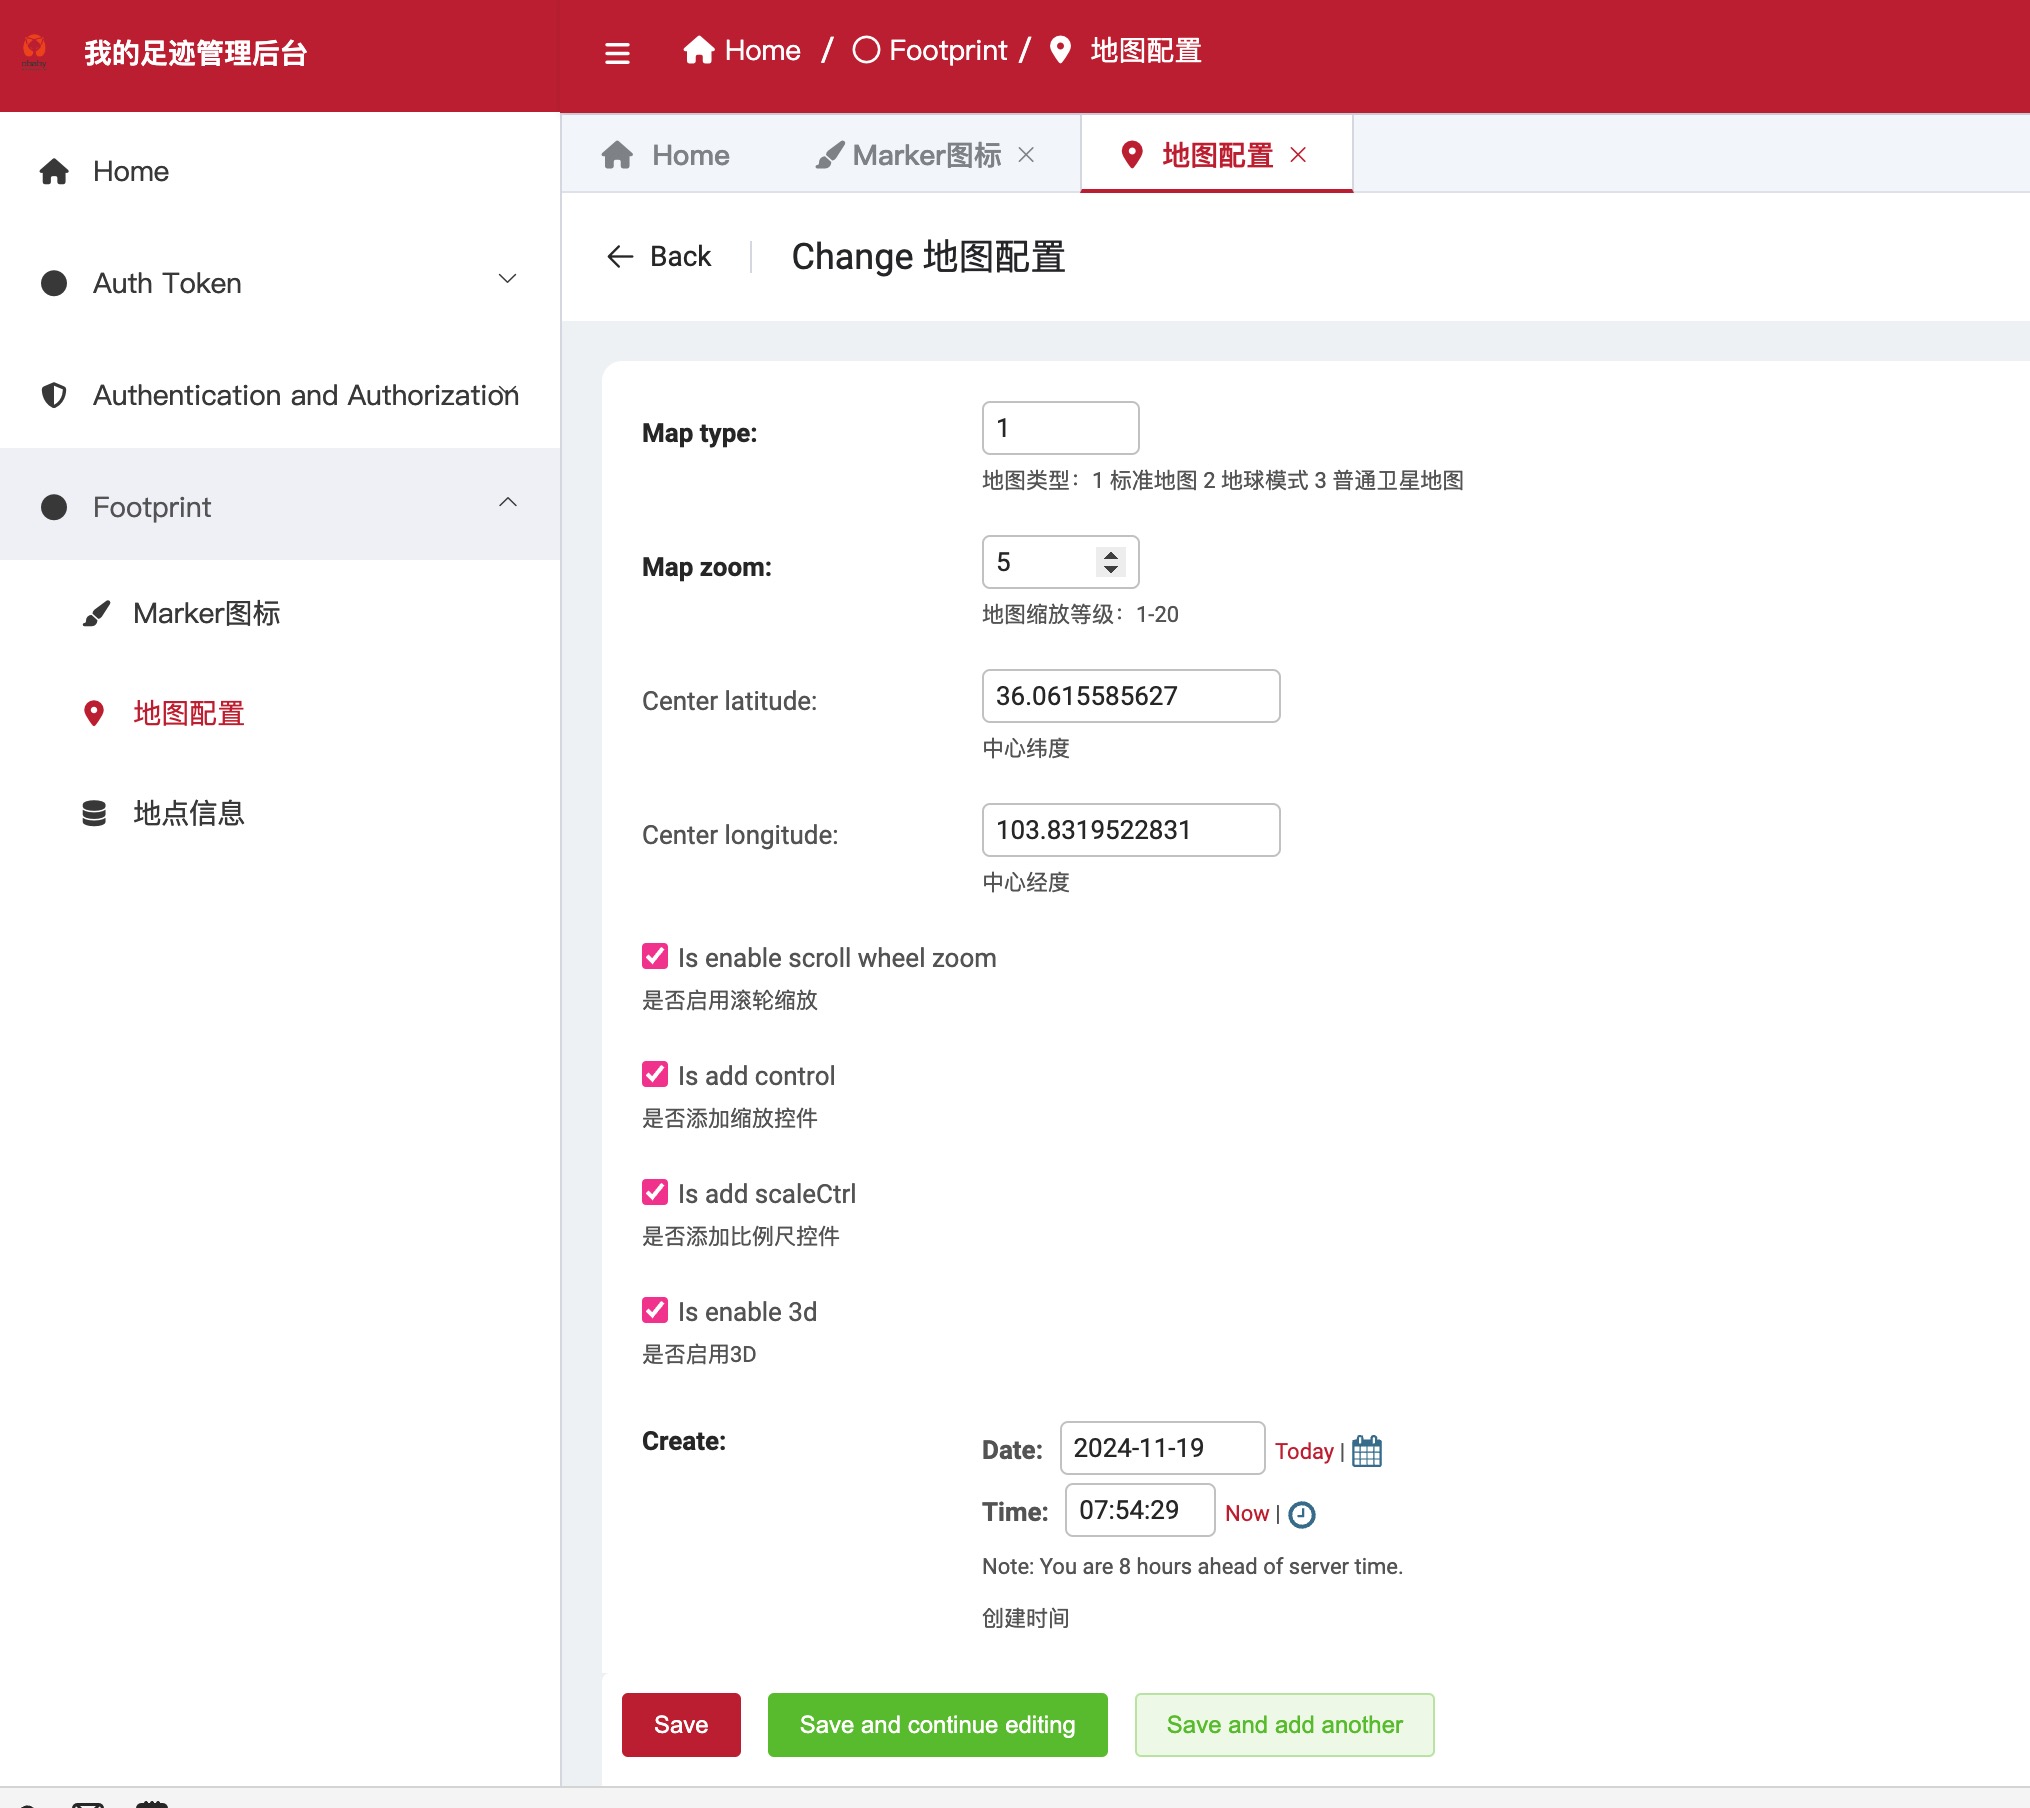 我的足迹管理后台
Home / Footprint / 地图配置
Home
Auth Token
Authentication and Authorization
Footprint
Marker图标
地图配置
地点信息
Home Marker图标 地图配置
Back Change 地图配置
Map type: 1
地图类型：1 标准地图 2 地球模式 3 普通卫星地图
Map zoom: 5
地图缩放等级：1-20
Center latitude: 36.0615585627
中心纬度
Center longitude: 103.8319522831
中心经度
Is enable scroll wheel zoom
是否启用滚轮缩放
Is add control
是否添加缩放控件
Is add scaleCtrl
是否添加比例尺控件
Is enable 3d
是否启用3D
Create: Date: 2024-11-19 Today |
Time: 07:54:29 Now |
Note: You are 8 hours ahead of server time.
创建时间
Save Save and continue editing Save and add another